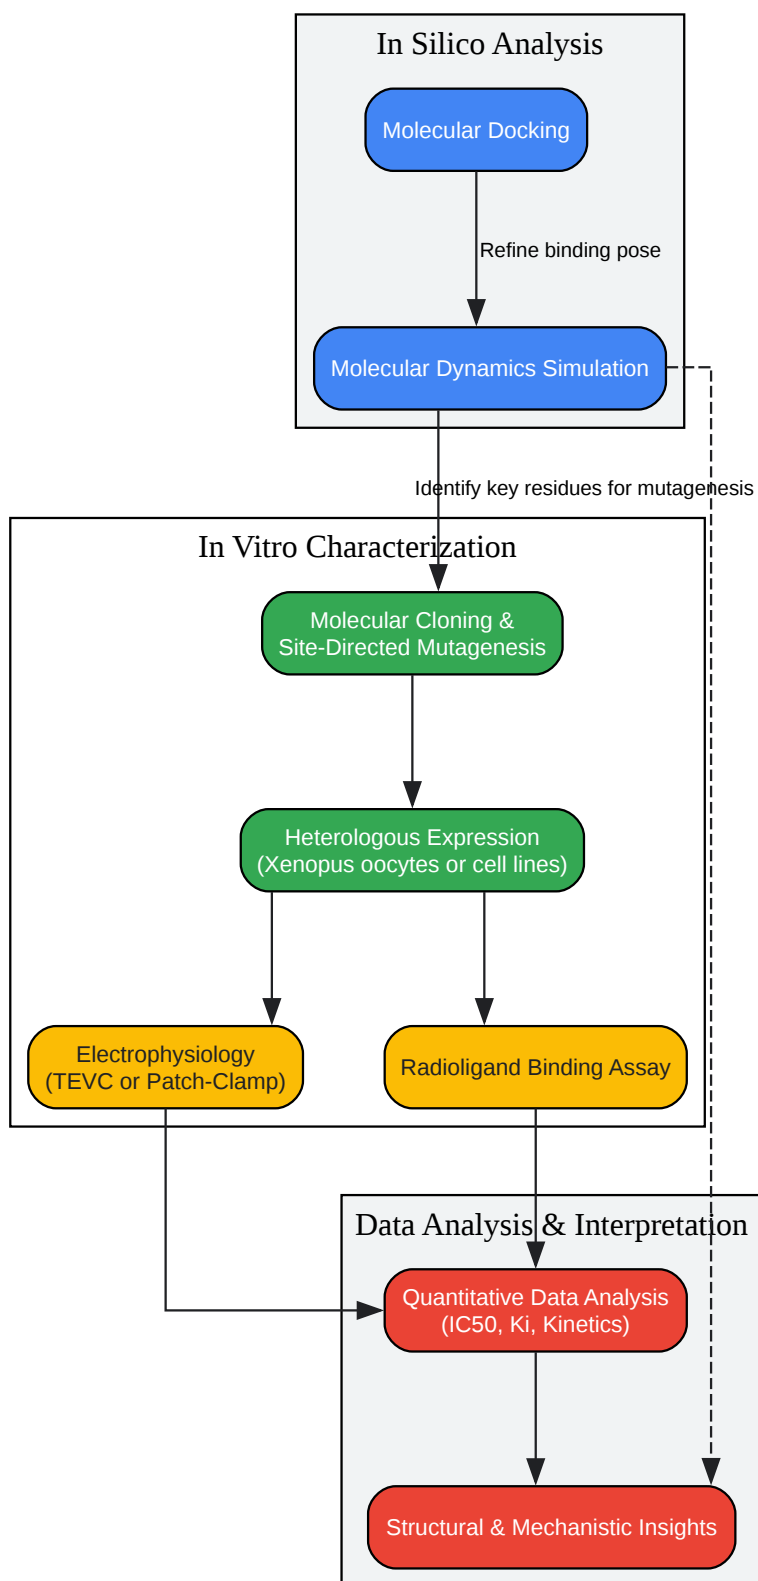 In Silico Analysis
Molecular Docking
Refine binding pose
Molecular Dynamics Simulation
Identify key residues for mutagenesis
In Vitro Characterization
Molecular Cloning &
Site-Directed Mutagenesis
Heterologous Expression
(Xenopus oocytes or cell lines)
Electrophysiology
(TEVC or Patch-Clamp)
Radioligand Binding Assay
Data Analysis & Interpretation
Quantitative Data Analysis
(IC50, Ki, Kinetics)
Structural & Mechanistic Insights